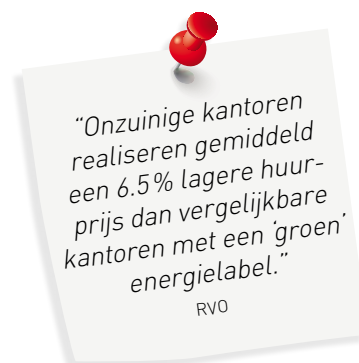 “Onzuinige kantoren
realiseren gemiddeld
een 6.5% lagere huur-
prijs dan vergelijkbare
kantoren met een ‘groen’
energielabel.”
RVO